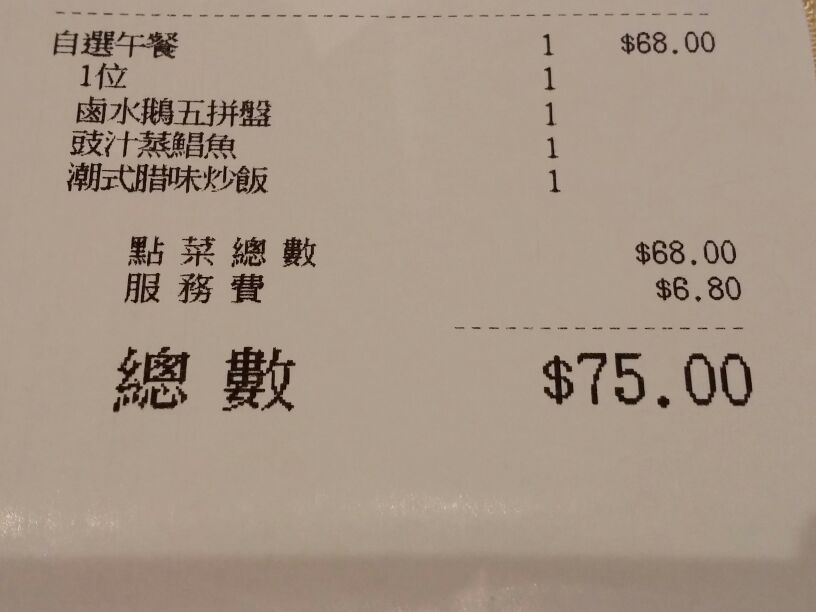 自選午餐 1 $68.00
1位 1
鹵水鵝五拼盤 1
豉汁蒸鯧魚 1
潮式腊味炒飯 1
點菜總數 $68.00
服務費 $6.80
總數 $75.00